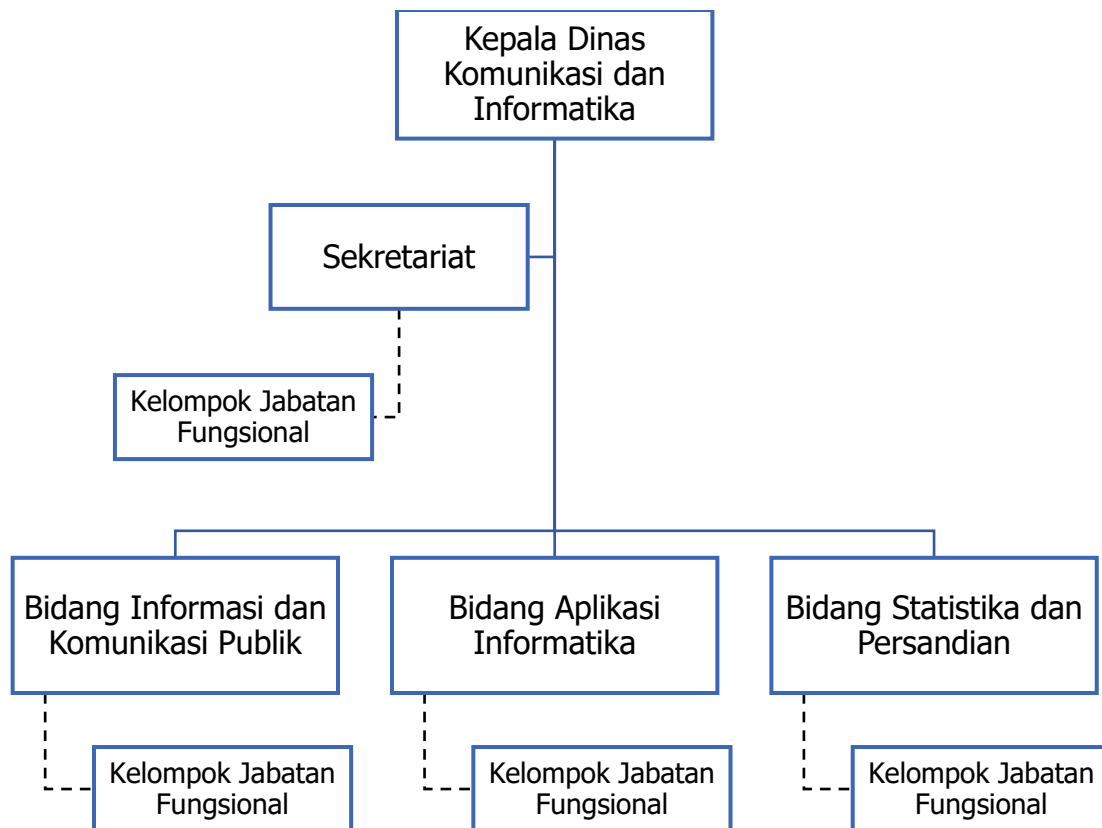 Kepala Dinas
Komunikasi dan
Informatika
Sekretariat
Kelompok Jabatan
Fungsional
Bidang Informasi dan
Komunikasi Publik
Bidang Aplikasi
Informatika
Bidang Statistika dan
Persandian
Kelompok Jabatan
Fungsional
Kelompok Jabatan
Fungsional
Kelompok Jabatan
Fungsional